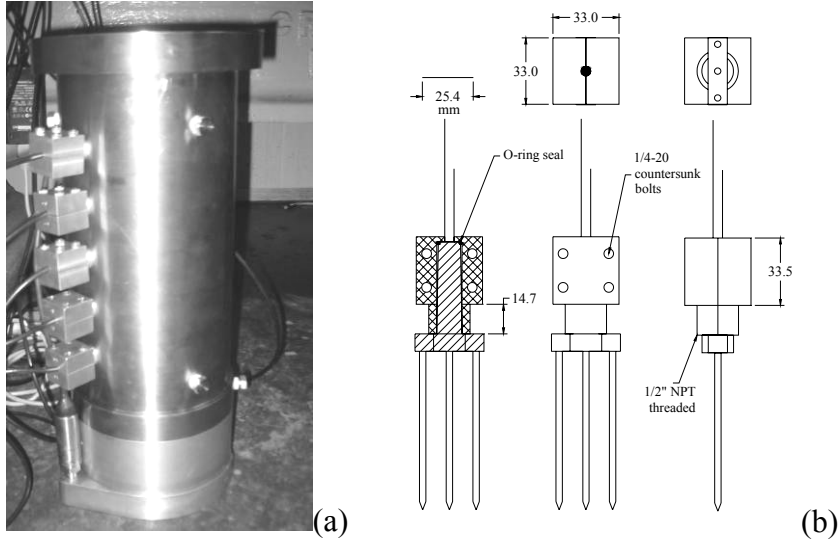 33.0
33.0
25.4
mm
O-ring seal
1/4-20
countersunk
bolts
14.7
33.5
1/2" NPT
threaded
(a)
(b)